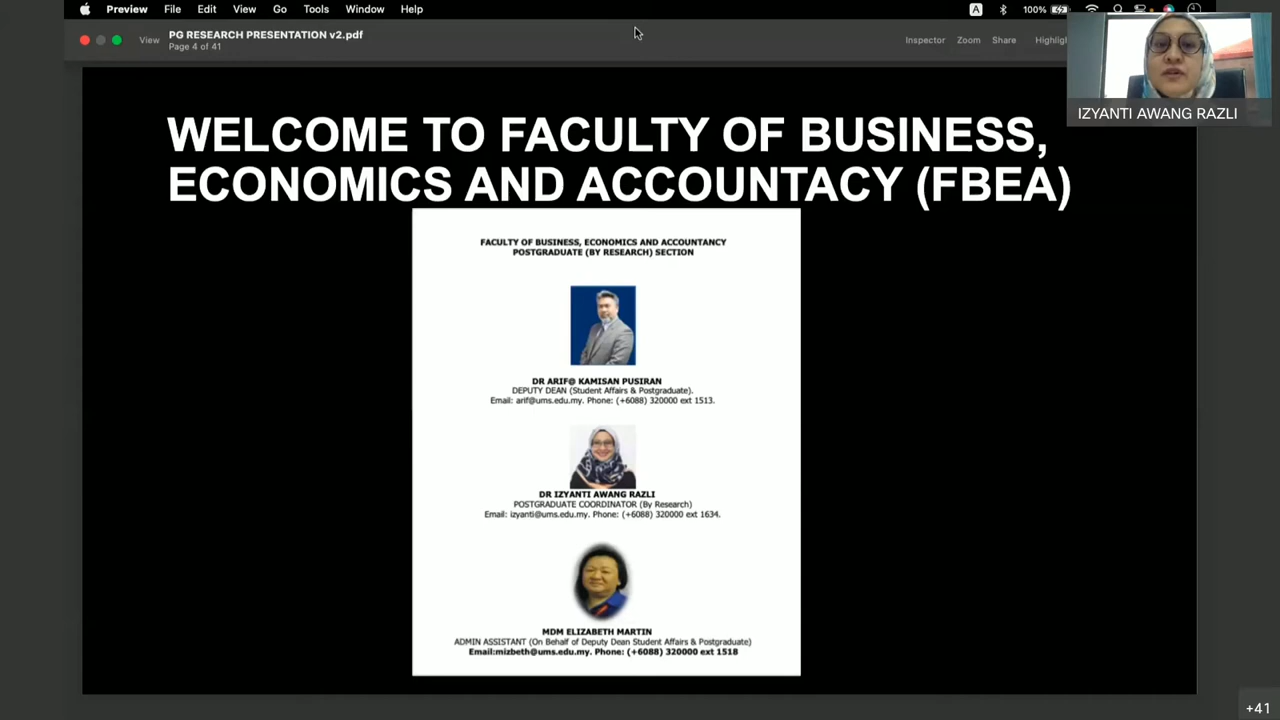 Preview File Edit View Go Tools Window Help
A 100%
View PG RESEARCH PRESENTATION v2.pdf
Page 4 of 41
Inspector Zoom Share Highligh
IZYANTI AWANG RAZLI
WELCOME TO FACULTY OF BUSINESS,
ECONOMICS AND ACCOUNTACY (FBEA)
FACULTY OF BUSINESS, ECONOMICS AND ACCOUNTANCY
POSTGRADUATE (BY RESEARCH) SECTION
DR ARIF@ KAMISAN PUSIRAN
DEPUTY DEAN (Student Affairs & Postgraduate).
Email: arif@ums.edu.my. Phone: (+6088) 320000 ext 1513.
DR IZYANTI AWANG RAZLI
POSTGRADUATE COORDINATOR (By Research)
Email: izyanti@ums.edu.my. Phone: (+6088) 320000 ext 1634.
MDM ELIZABETH MARTIN
ADMIN ASSISTANT (On Behalf of Deputy Dean Student Affairs & Postgraduate)
Email:mizbeth@ums.edu.my. Phone: (+6088) 320000 ext 1518
+41